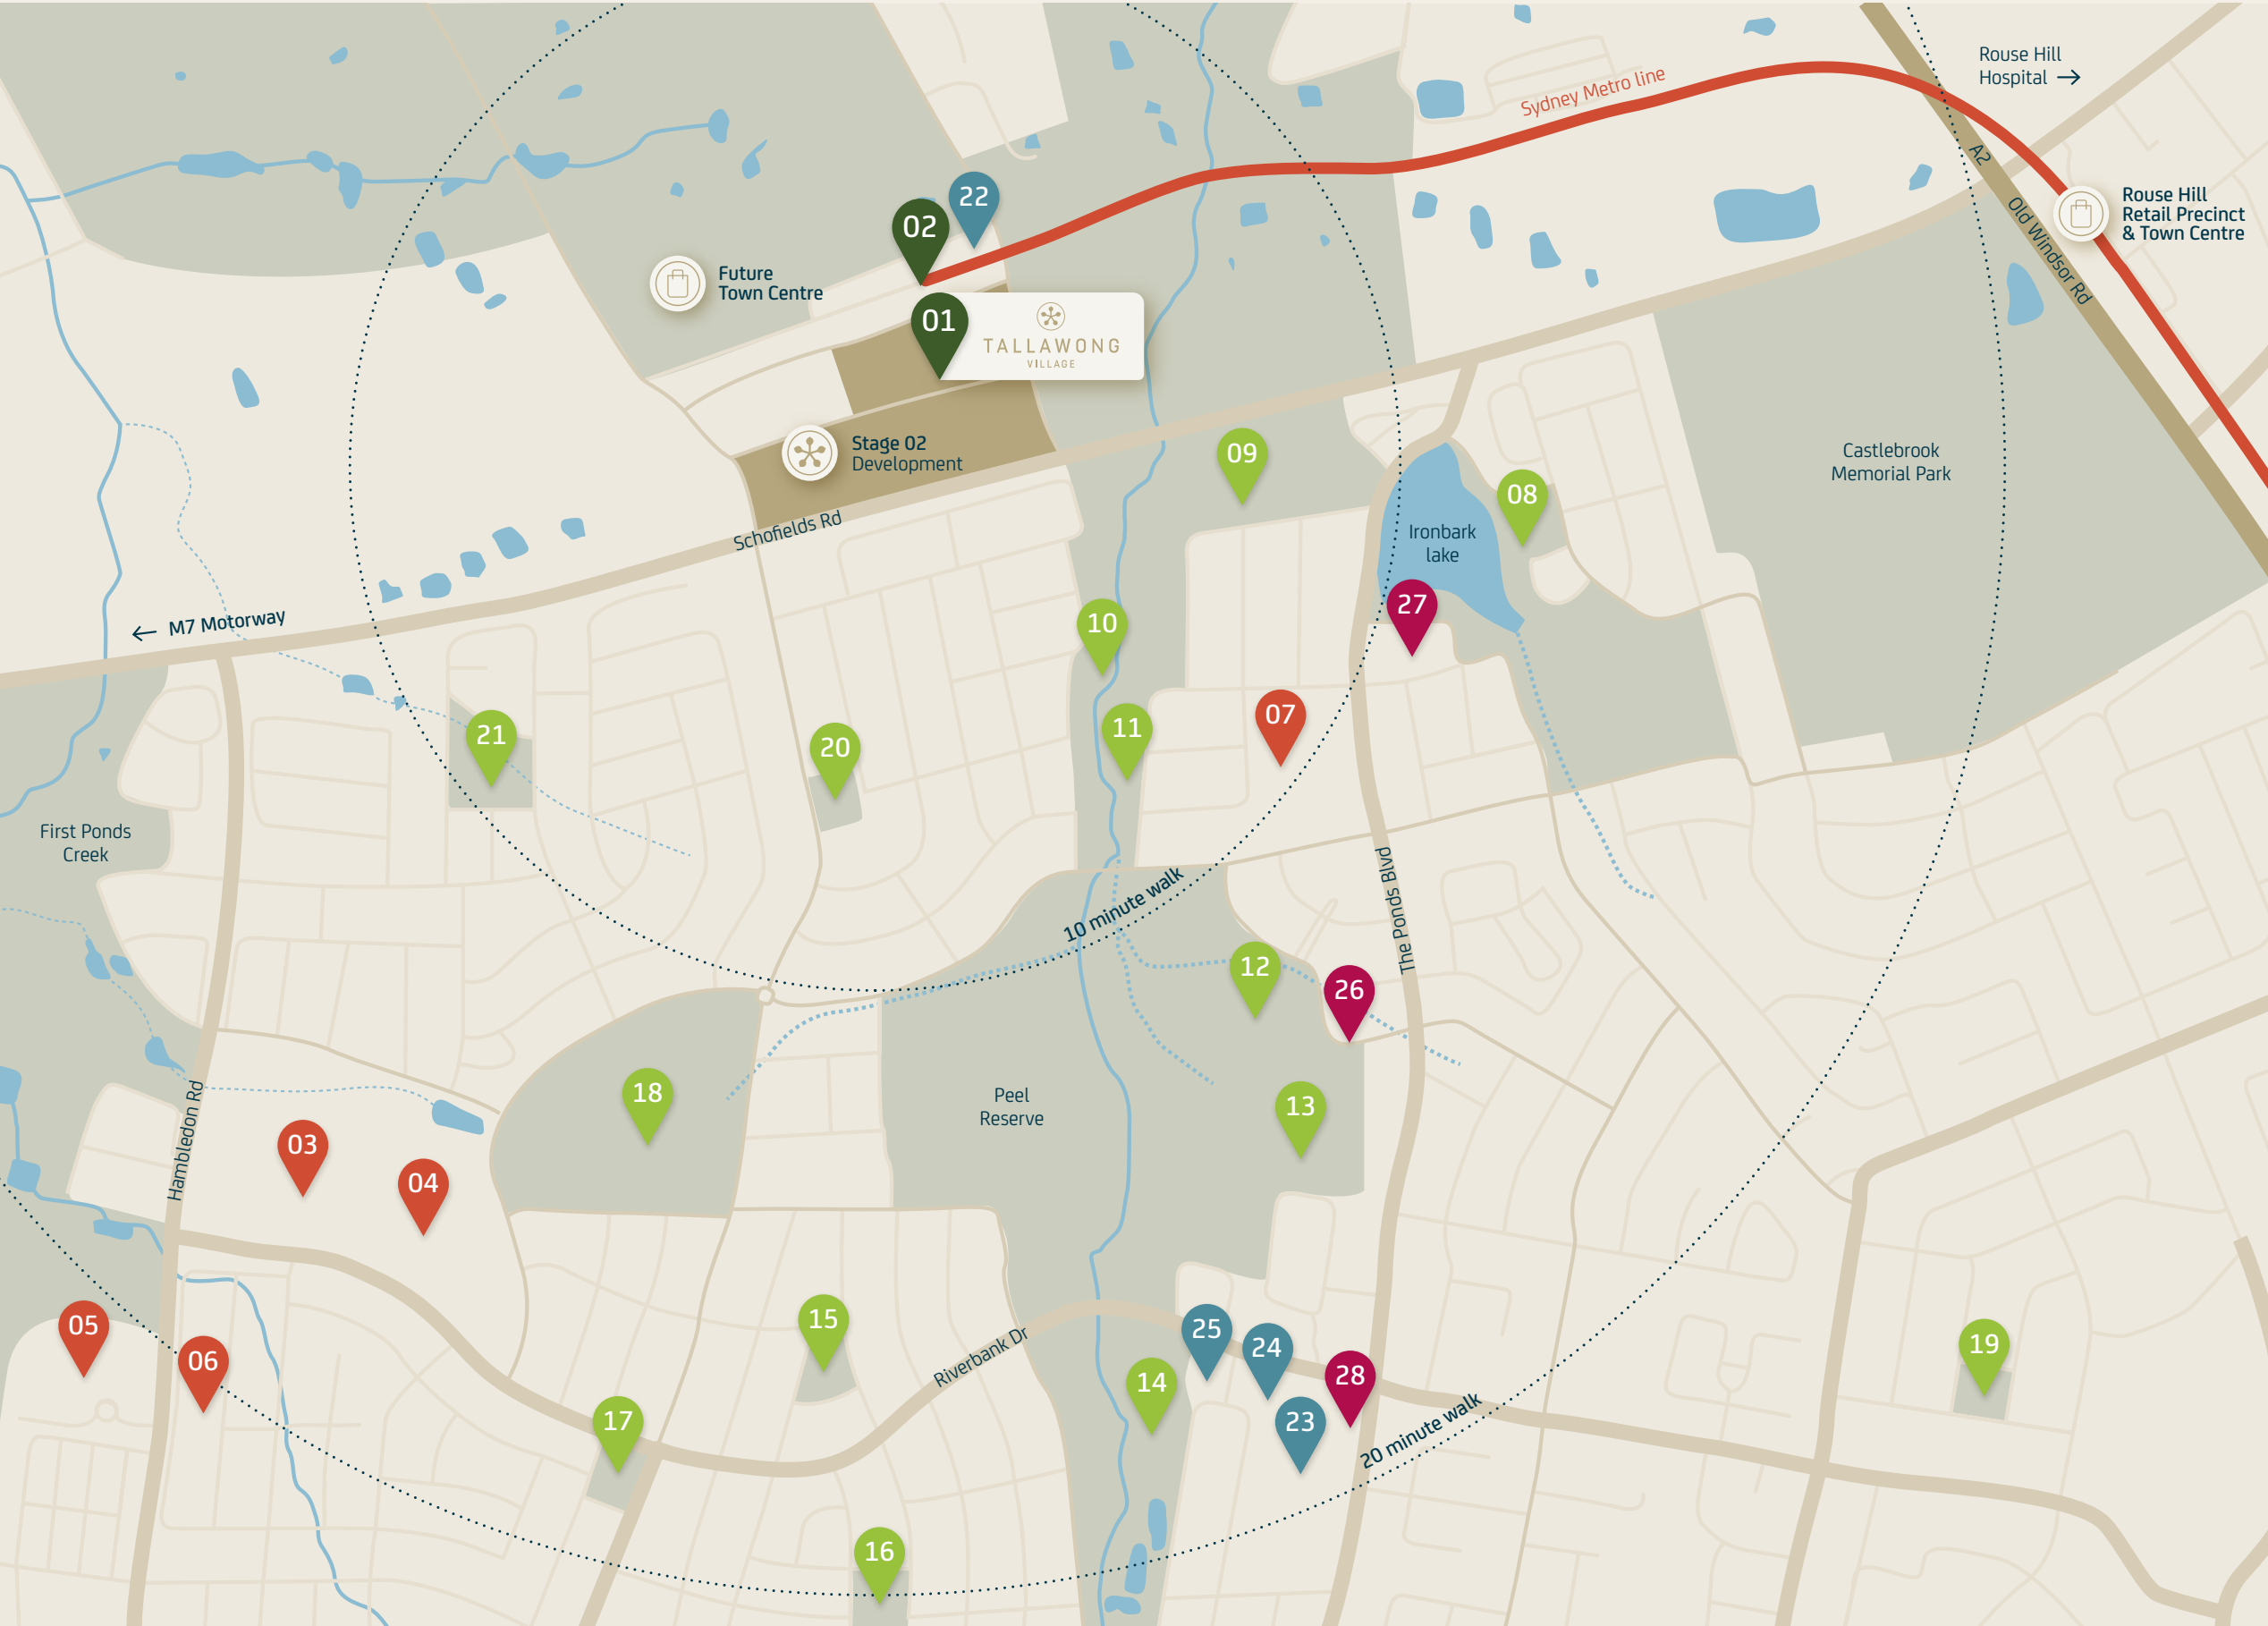 Rouse Hill
Hospital →
Sydney Metro line
A2
Old Windsor Rd
Rouse Hill
Retail Precinct
& Town Centre
22
02
Future
Town Centre
01
TALLAWONG
VILLAGE
Stage 02
Development
Schofields Rd
09
08
Castlebrook
Memorial Park
Ironbark
lake
27
10
← M7 Motorway
07
11
21
20
First Ponds
Creek
The Ponds Blvd
10 minute walk
12
26
18
Peel
Reserve
13
Hambledon Rd
03
04
05
06
15
25
24
19
Riverbank Dr
14
28
17
23
20 minute walk
16